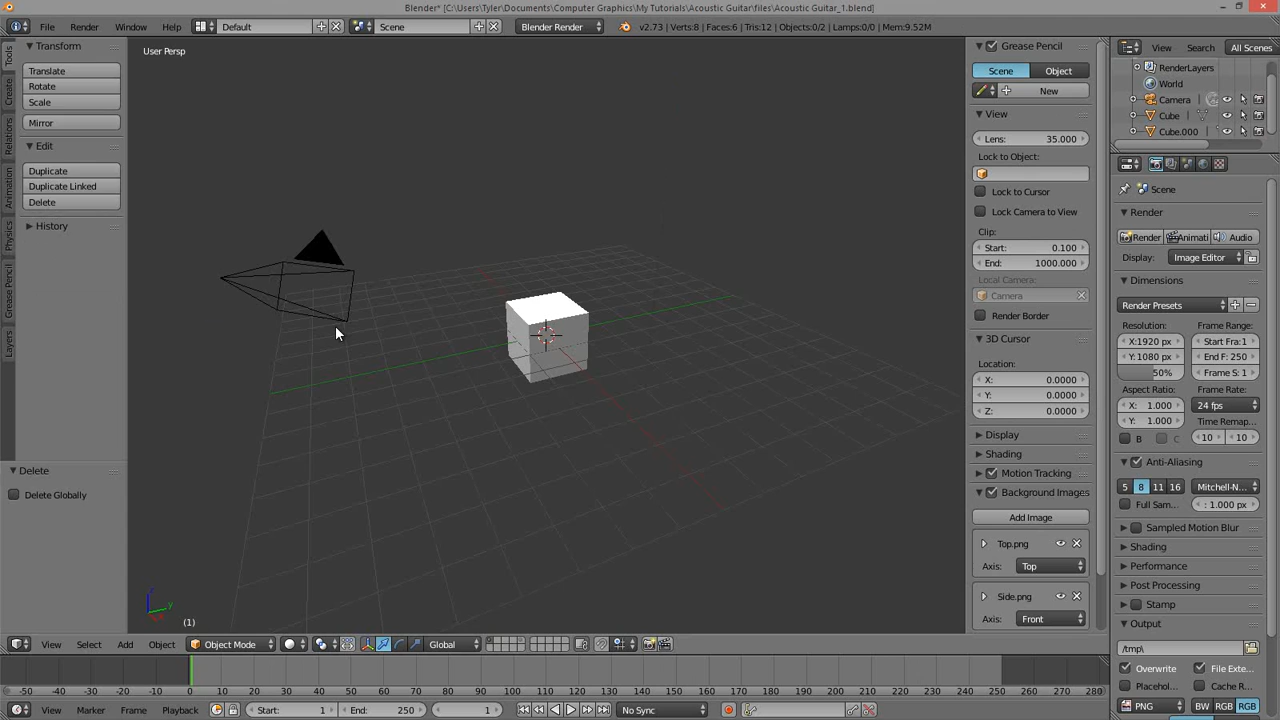 Blender* [C:\Users\Tyler\Documents\Computer Graphics\My Tutorials\Acoustic Guitar\files\Acoustic Guitar_1.blend]
File Render Window Help Default Scene Blender Render v2.73 | Verts:8 | Faces:6 | Tris:12 | Objects:0/2 | Lamps:0/0 | Mem:9.52M
Tools
Create
Relations
Animation
Physics
Grease Pencil
Layers
Transform
Translate
Rotate
Scale
Mirror
Edit
Duplicate
Duplicate Linked
Delete
History
Delete
Delete Globally
User Persp
(1)
Grease Pencil
Scene Object
New
View
Lens: 35.000
Lock to Object:
Lock to Cursor
Lock Camera to View
Clip:
Start: 0.100
End: 1000.000
Local Camera:
Camera
Render Border
3D Cursor
Location:
X: 0.0000
Y: 0.0000
Z: 0.0000
Display
Shading
Motion Tracking
Background Images
Add Image
Top.png
Axis: Top
Side.png
Axis: Front
View Search All Scenes
RenderLayers
World
Camera
Cube
Cube.000
Scene
Render
Render Animati Audio
Display: Image Editor
Dimensions
Render Presets
Resolution: Frame Range:
X:1920 px Start Fra:1
Y:1080 px End F: 250
50% Frame S: 1
Aspect Ratio: Frame Rate:
X: 1.000 24 fps
Y: 1.000 Time Remap...
B C 10 10
Anti-Aliasing
5 8 11 16 Mitchell-N...
Full Sam... : 1.000 px
Sampled Motion Blur
Shading
Performance
Post Processing
Stamp
Output
/tmp\
Overwrite File Exte...
Placehol... Cache R...
PNG BW RGB RGB
View Select Add Object Object Mode Global
-50 -40 -30 -20 -10 0 10 20 30 40 50 60 70 80 90 100 110 120 130 140 150 160 170 180 190 200 210 220 230 240 250 260 270 280
View Marker Frame Playback Start: 1 End: 250 1 No Sync